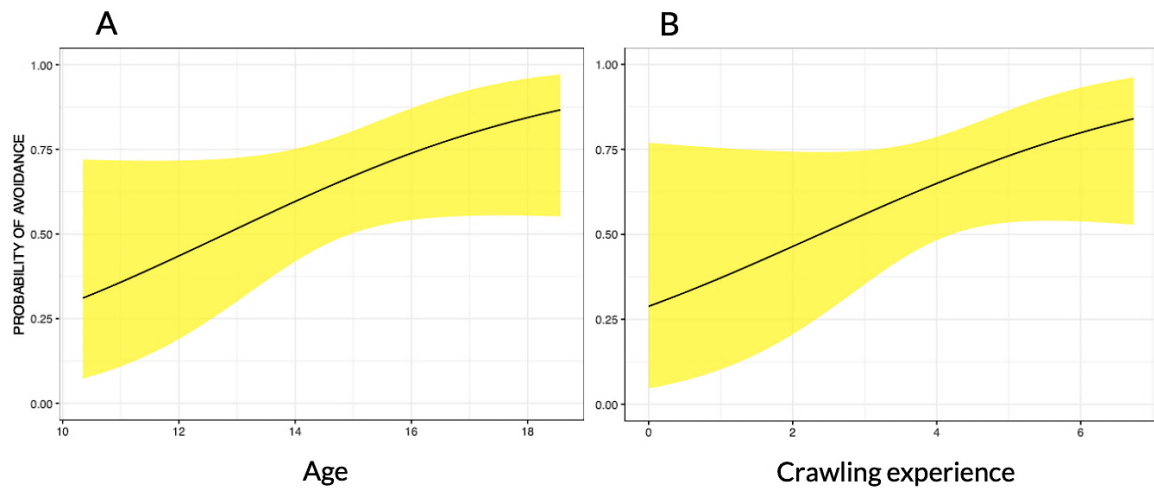 A
B
PROBABILITY OF AVOIDANCE
1.00
0.75
0.50
0.25
0.00
10 12 14 16 18
Age
1.00
0.75
0.50
0.25
0.00
0 2 4 6
Crawling experience